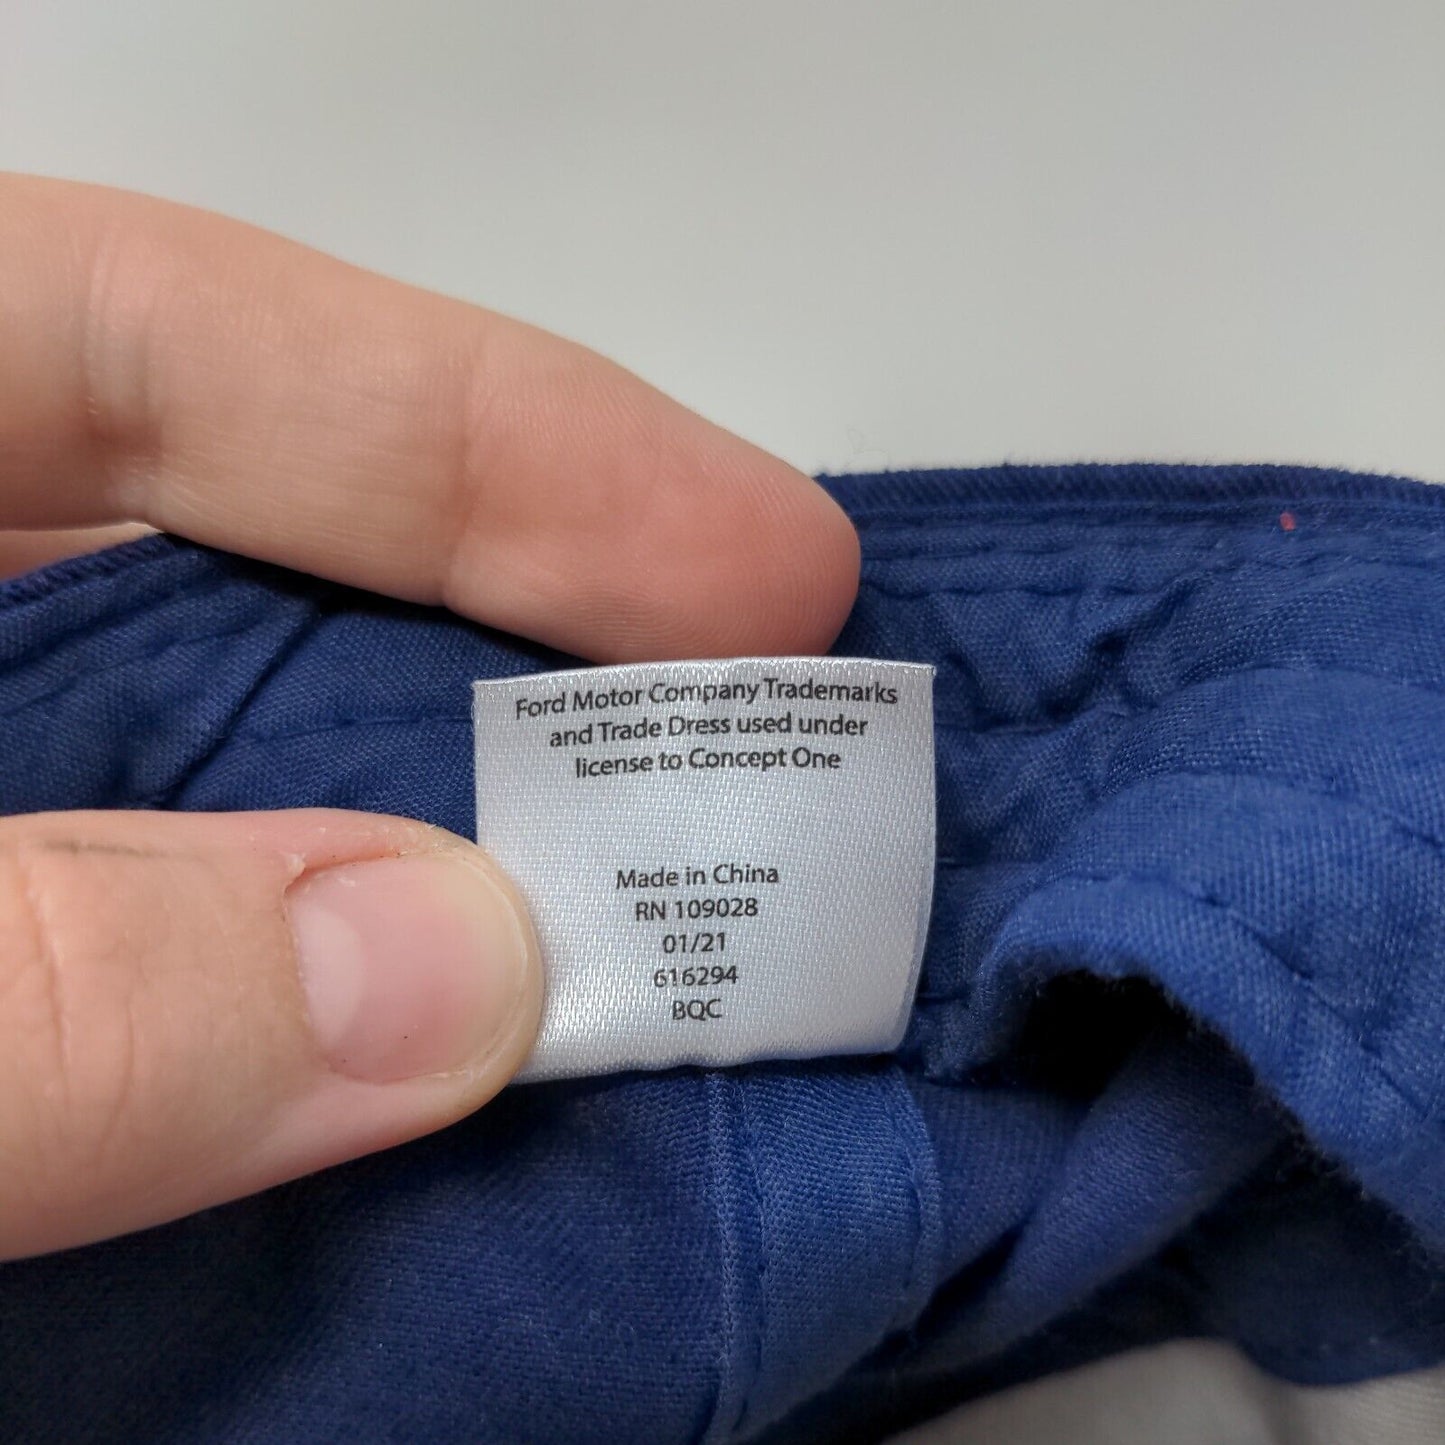 Ford Motor Company Trademarks
and Trade Dress used under
license to Concept One
Made in China
RN 109028
01/21
616294
BQC